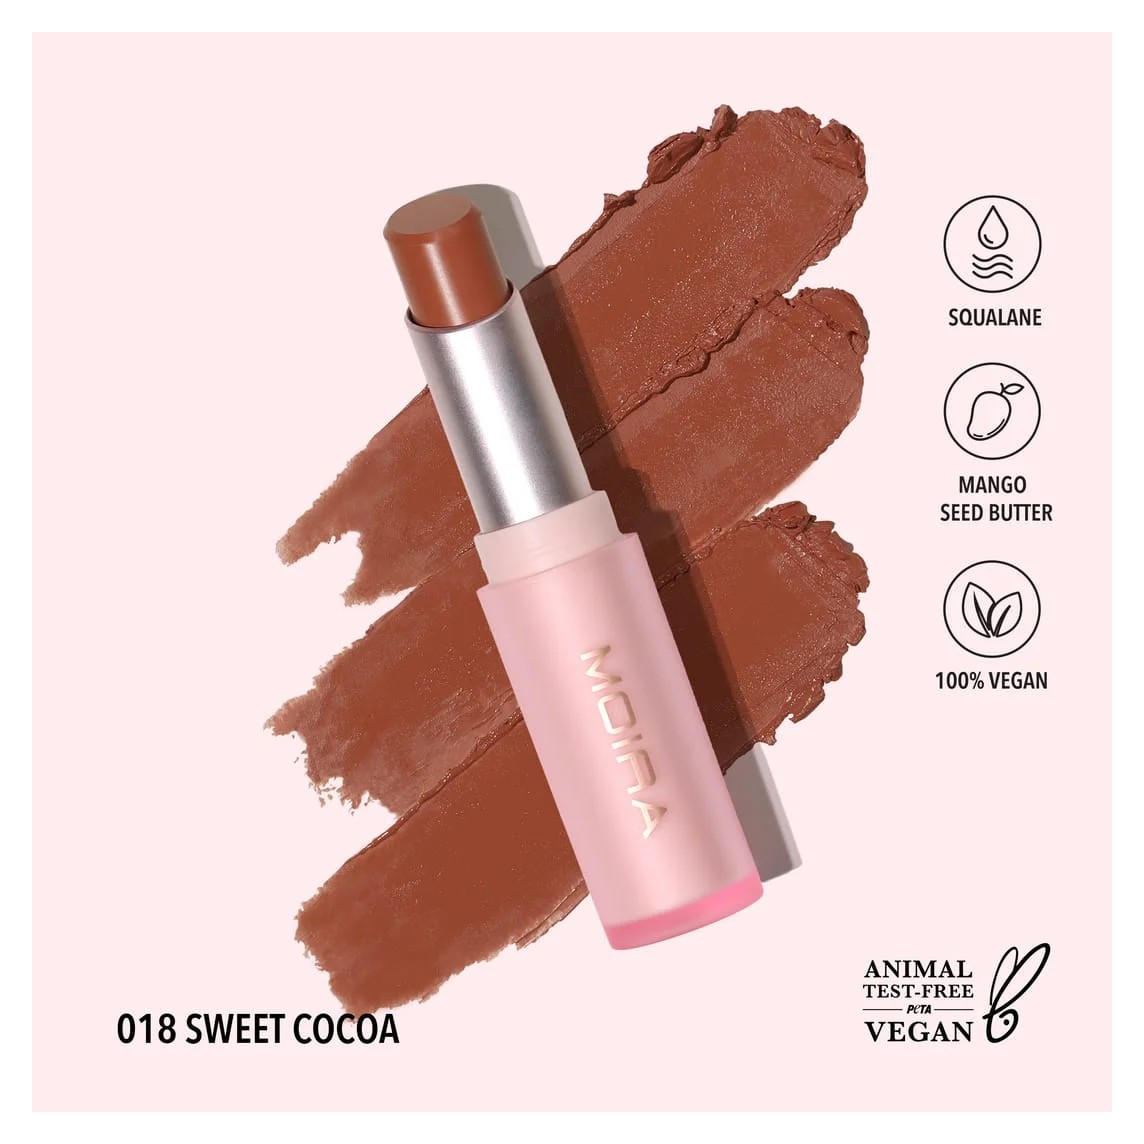 SQUALANE
MANGO
SEED BUTTER
100% VEGAN
MOIRA
018 SWEET COCOA
ANIMAL
TEST-FREE
PETA
VEGAN